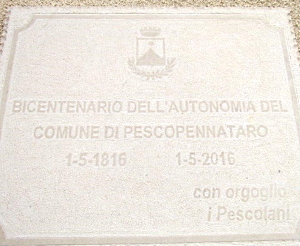 BICENTENARIO DELL'AUTONOMIA DEL
COMUNE DI PESCOPENNATARO
1-5-1816 1-5-2016
con orgoglio
i Pescolani